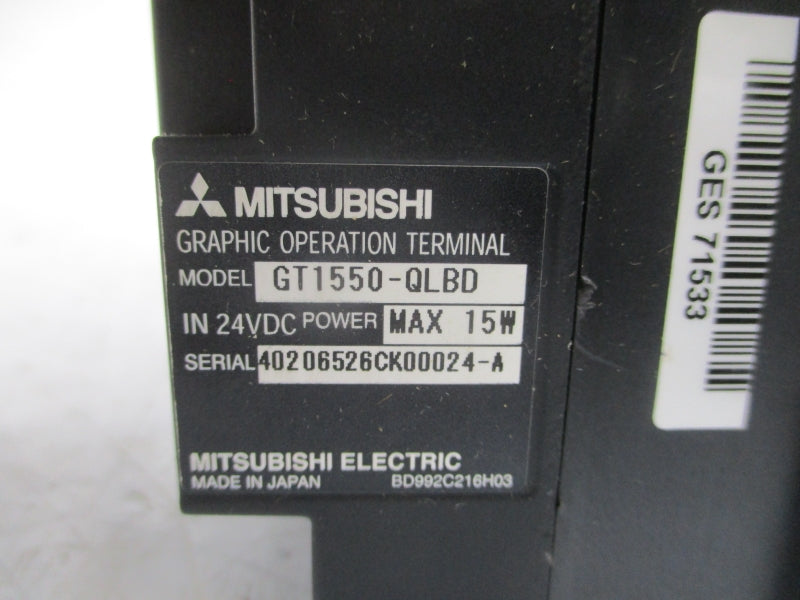 MITSUBISHI
GRAPHIC OPERATION TERMINAL
MODEL GT1550-QLBD
IN 24VDC POWER MAX 15W
SERIAL 40206526CK00024-A
MITSUBISHI ELECTRIC
MADE IN JAPAN BD992C216H03
GES 71533